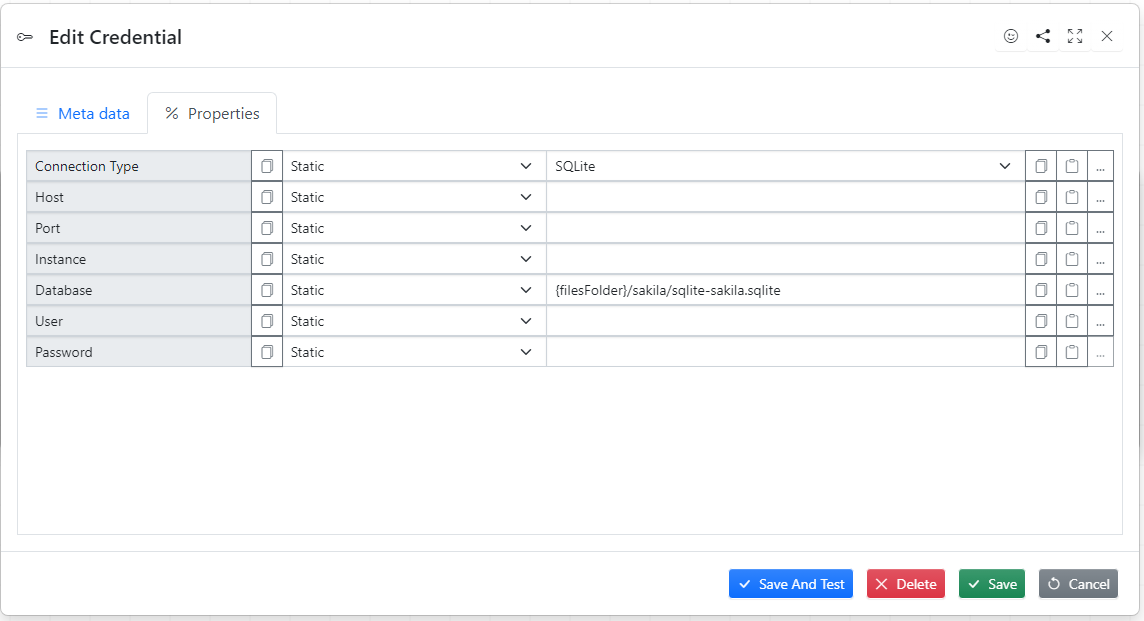 Edit Credential
Meta data
Properties
Connection Type Static SQLite ...
Host Static ...
Port Static ...
Instance Static ...
Database Static {filesFolder}/sakila/sqlite-sakila.sqlite ...
User Static ...
Password Static ...
Save And Test Delete Save Cancel